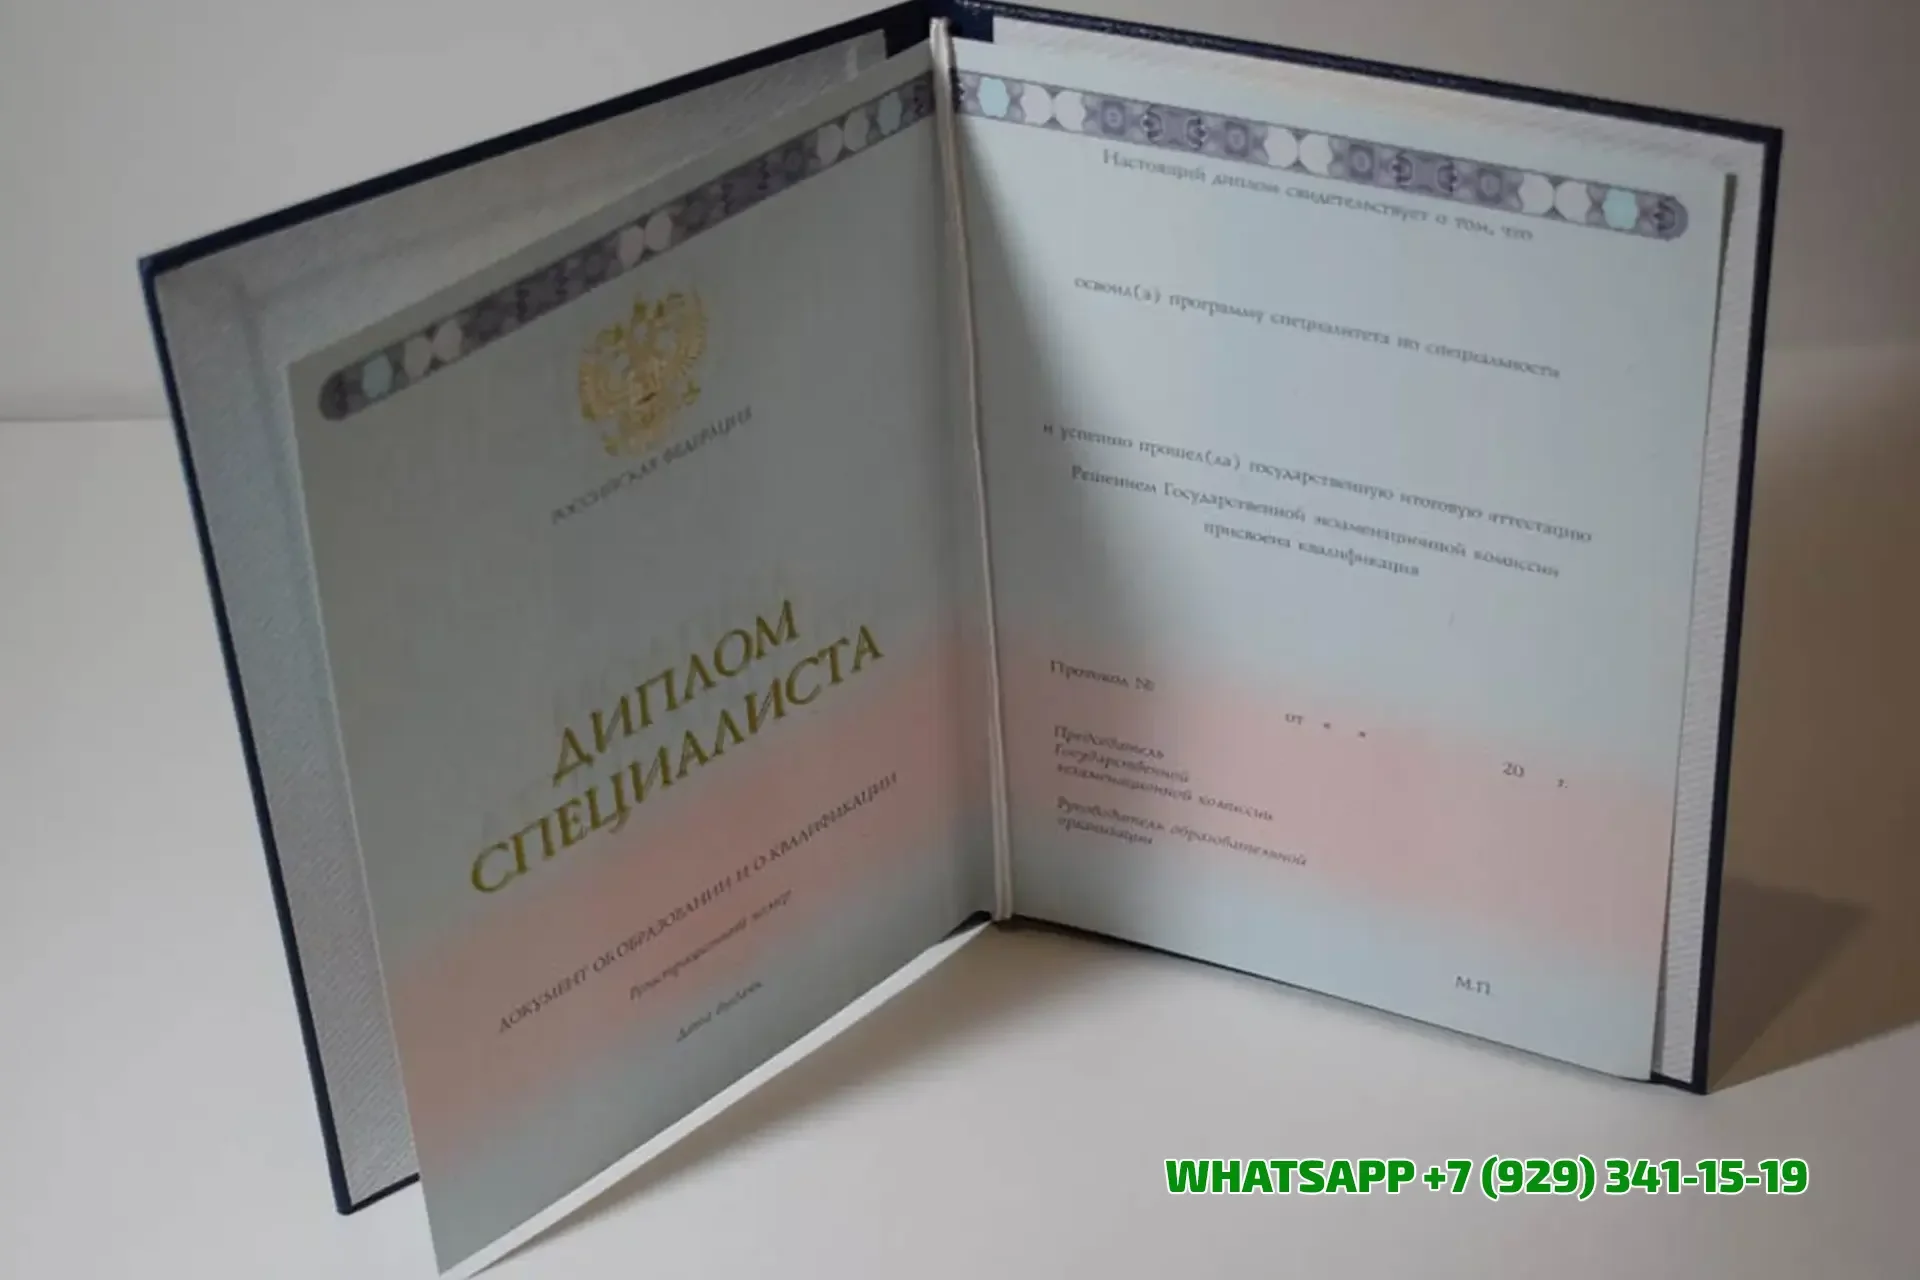 РОССИЙСКАЯ ФЕДЕРАЦИЯ
ДИПЛОМ
СПЕЦИАЛИСТА
ДОКУМЕНТ ОБ ОБРАЗОВАНИИ И О КВАЛИФИКАЦИИ
Регистрационный номер
Дата выдачи
Настоящий диплом свидетельствует о том, что
освоил(а) программу специалитета по специальности
и успешно прошел(ла) государственную итоговую аттестацию
Решением Государственной экзаменационной комиссии
присвоена квалификация
Протокол №
от « »
20 г.
Председатель
Государственной
экзаменационной комиссии
Руководитель образовательной
организации
М.П.
WHATSAPP +7 (929) 341-15-19